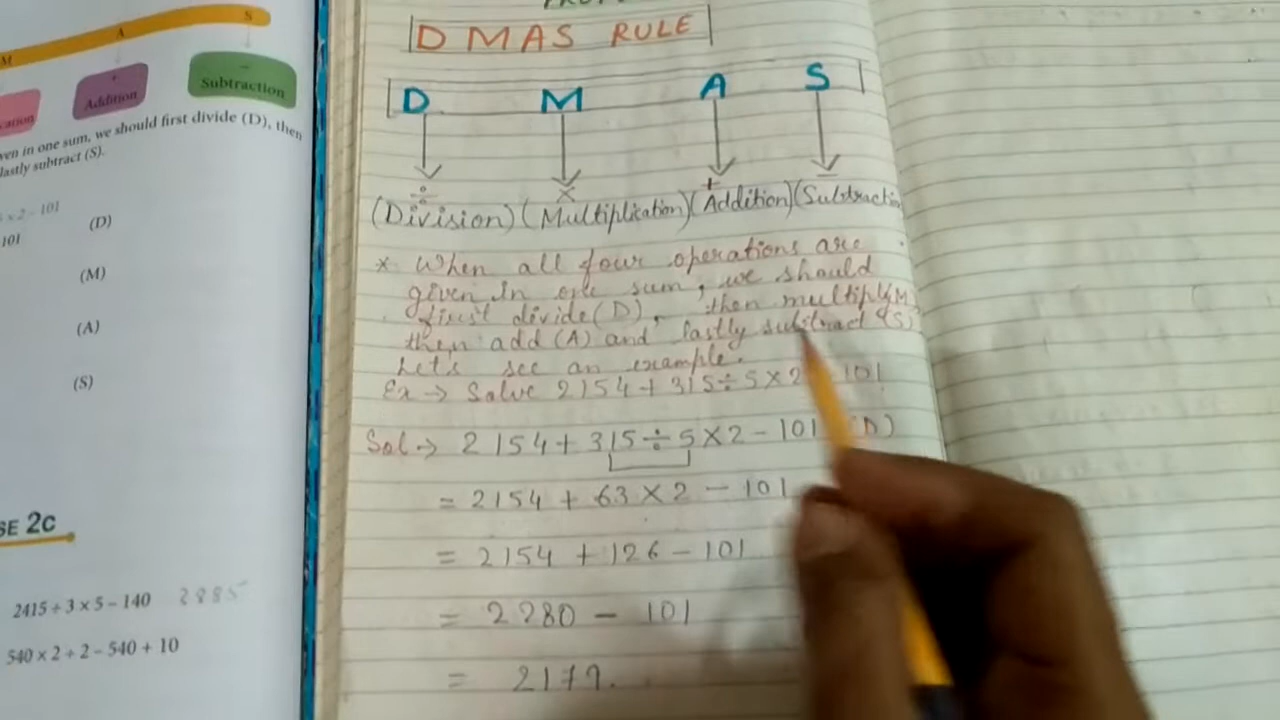 S
A
M
Subtraction
Addition
ven in one sum, we should first divide (D), then
lastly subtract (S).
× 2 – 101
101 (D)
(M)
(A)
(S)
SE 2C
2415 ÷ 3 × 5 – 140 2885
540 × 2 ÷ 2 – 540 + 10
DMAS RULE
D M A S
÷ × + –
(Division) (Multiplication) (Addition) (Subtraction
* When all four operations are
given in one sum, we should
first divide (D), then multiply (M)
then add (A) and lastly subtract (S)
Let's see an example.
Ex → Solve 2154 + 315 ÷ 5 × 2 101
Sol → 2154 + 315 ÷ 5 × 2 – 101 (D)
= 2154 + 63 × 2 – 101
= 2154 + 126 – 101
= 2280 – 101
= 2179.